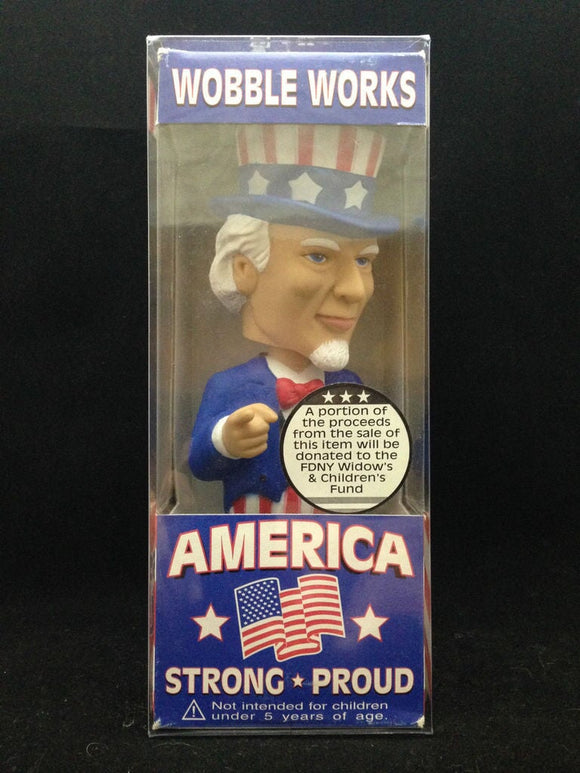 WOBBLE WORKS
A portion of
the proceeds
from the sale of
this item will be
donated to the
FDNY Widow's
& Children's
Fund
AMERICA
STRONG ★ PROUD
Not intended for children
under 5 years of age.